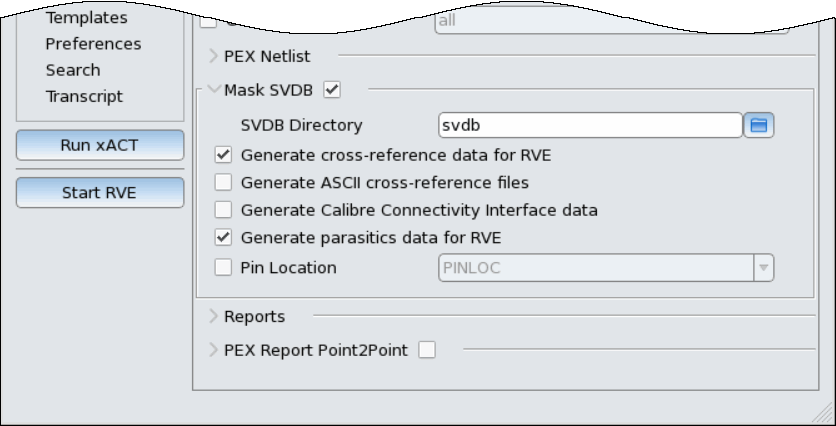 Templates
Preferences
Search
Transcript
Run xACT
Start RVE
all
PEX Netlist
Mask SVDB
SVDB Directory svdb
Generate cross-reference data for RVE
Generate ASCII cross-reference files
Generate Calibre Connectivity Interface data
Generate parasitics data for RVE
Pin Location PINLOC
Reports
PEX Report Point2Point